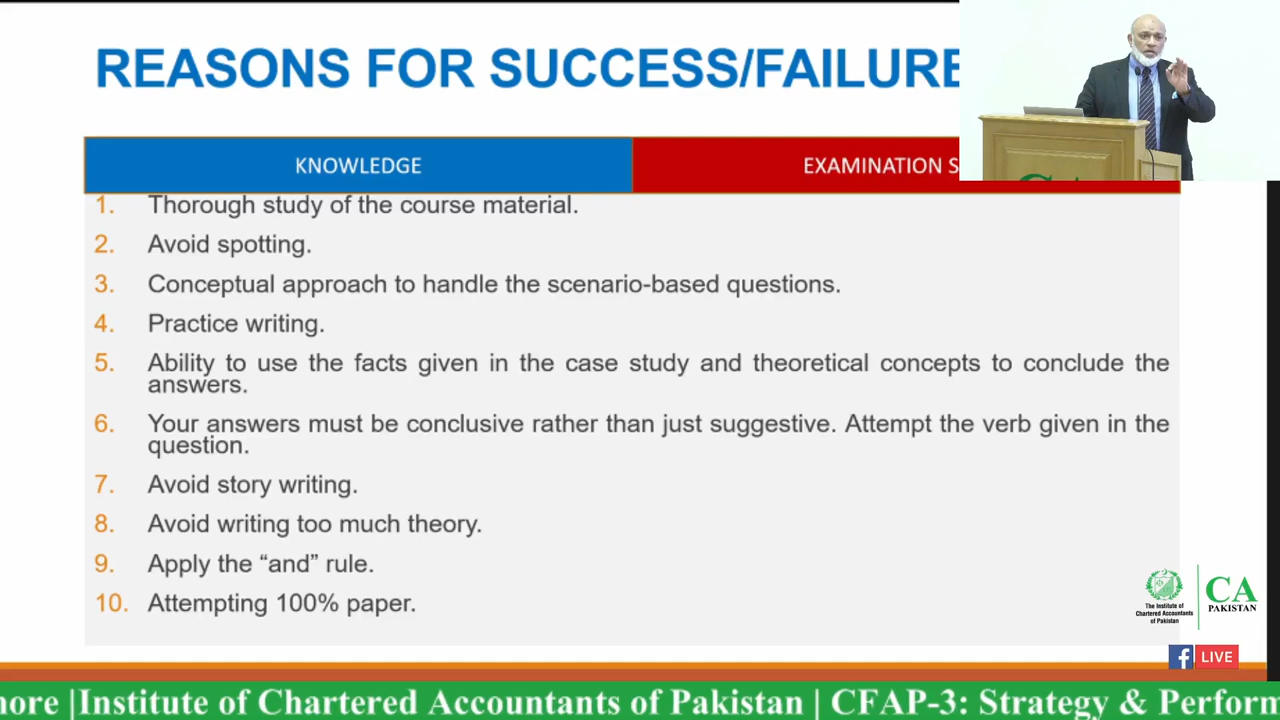 REASONS FOR SUCCESS/FAILURE
KNOWLEDGE
EXAMINATION S
1. Thorough study of the course material.
2. Avoid spotting.
3. Conceptual approach to handle the scenario-based questions.
4. Practice writing.
5. Ability to use the facts given in the case study and theoretical concepts to conclude the
answers.
6. Your answers must be conclusive rather than just suggestive. Attempt the verb given in the
question.
7. Avoid story writing.
8. Avoid writing too much theory.
9. Apply the “and” rule.
10. Attempting 100% paper.
The Institute of
Chartered Accountants
of Pakistan
CA
PAKISTAN
f LIVE
nore |Institute of Chartered Accountants of Pakistan | CFAP-3: Strategy & Perform